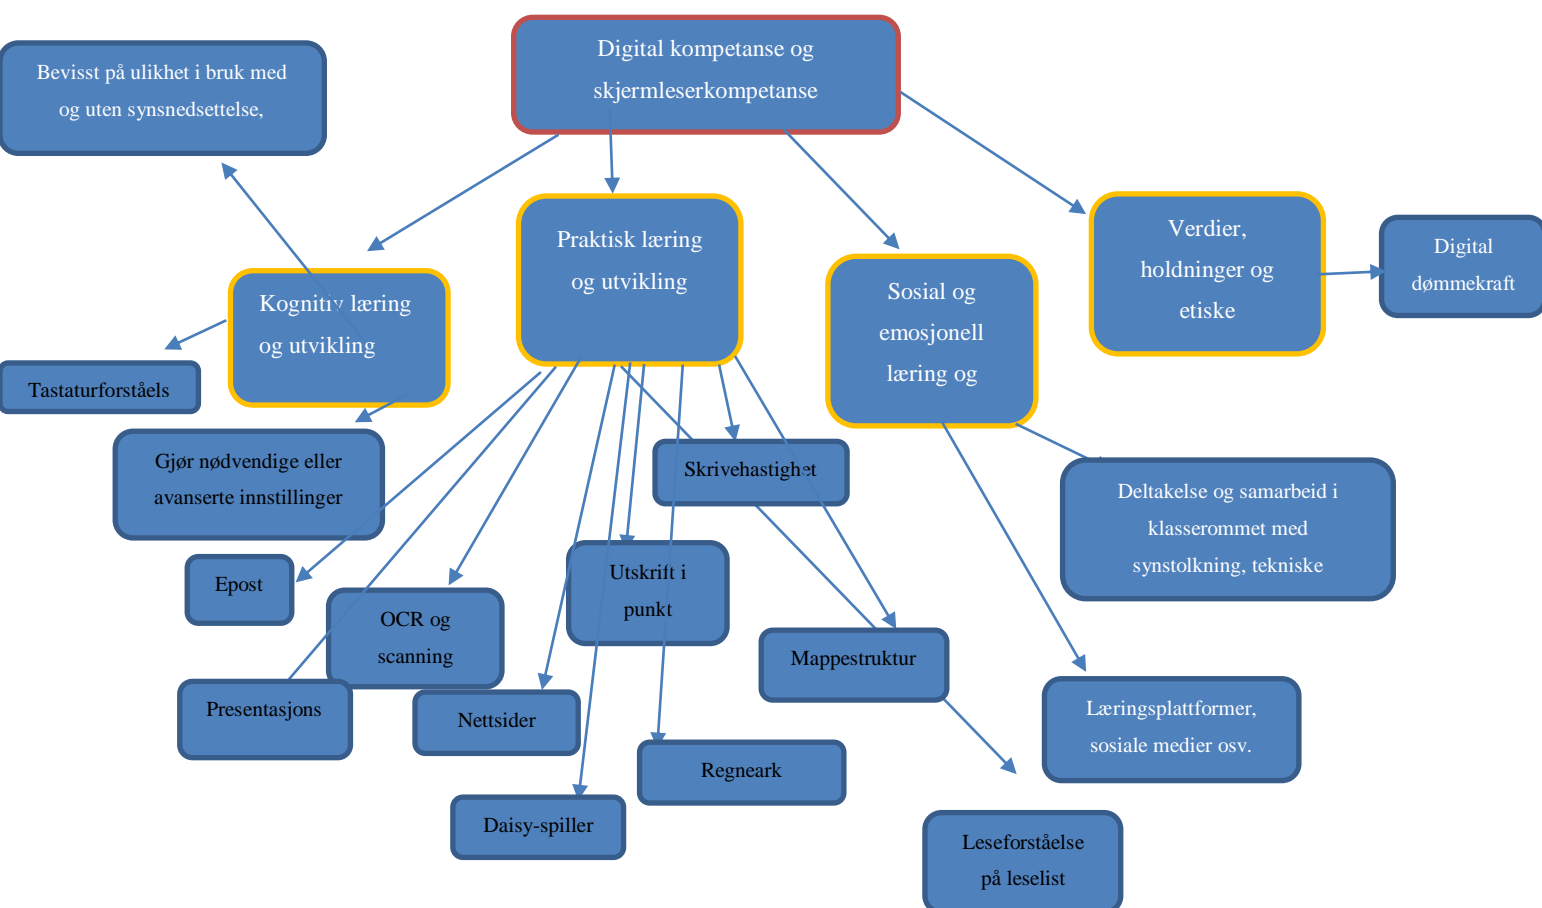 Digital kompetanse og
skjermleserkompetanse
Bevisst på ulikhet i bruk med
og uten synsnedsettelse,
Kognitiv læring
og utvikling
Praktisk læring
og utvikling
Sosial og
emosjonell
læring og
Verdier,
holdninger og
etiske
Digital
dømmekraft
Tastaturforståels
Gjør nødvendige eller
avanserte innstillinger
Skrivehastighet
Deltakelse og samarbeid i
klasserommet med
synstolkning, tekniske
Epost
OCR og
scanning
Utskrift i
punkt
Mappestruktur
Presentasjons
Nettsider
Regneark
Læringsplattformer,
sosiale medier osv.
Daisy-spiller
Leseforståelse
på leselist